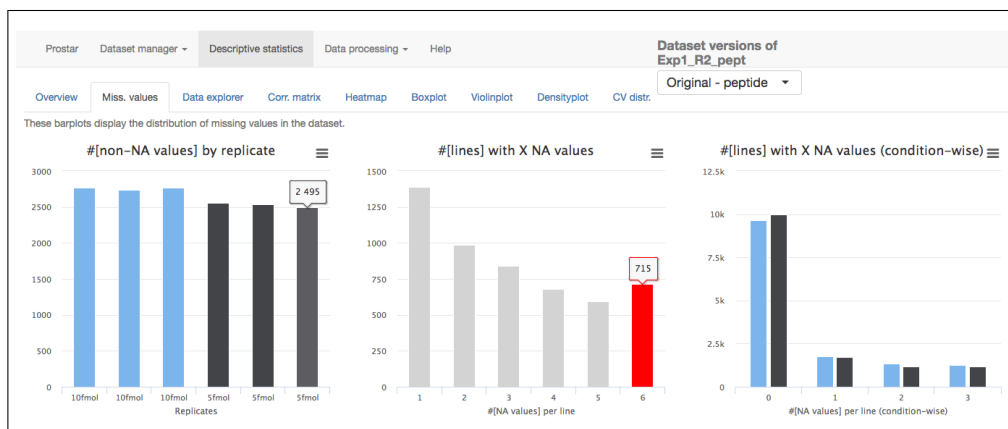 Prostar Dataset manager Descriptive statistics Data processing Help
Dataset versions of
Exp1_R2_pept
Original - peptide
Overview Miss. values Data explorer Corr. matrix Heatmap Boxplot Violinplot Densityplot CV distr.
These barplots display the distribution of missing values in the dataset.
#[non-NA values] by replicate
3000
2500
2000
1500
1000
500
0
2 495
10fmol 10fmol 10fmol 5fmol 5fmol 5fmol
Replicates
#[lines] with X NA values
1500
1250
1000
750
500
250
0
715
1 2 3 4 5 6
#[NA values] per line
#[lines] with X NA values (condition-wise)
12.5k
10k
7.5k
5k
2.5k
0
0 1 2 3
#[NA values] per line (condition-wise)